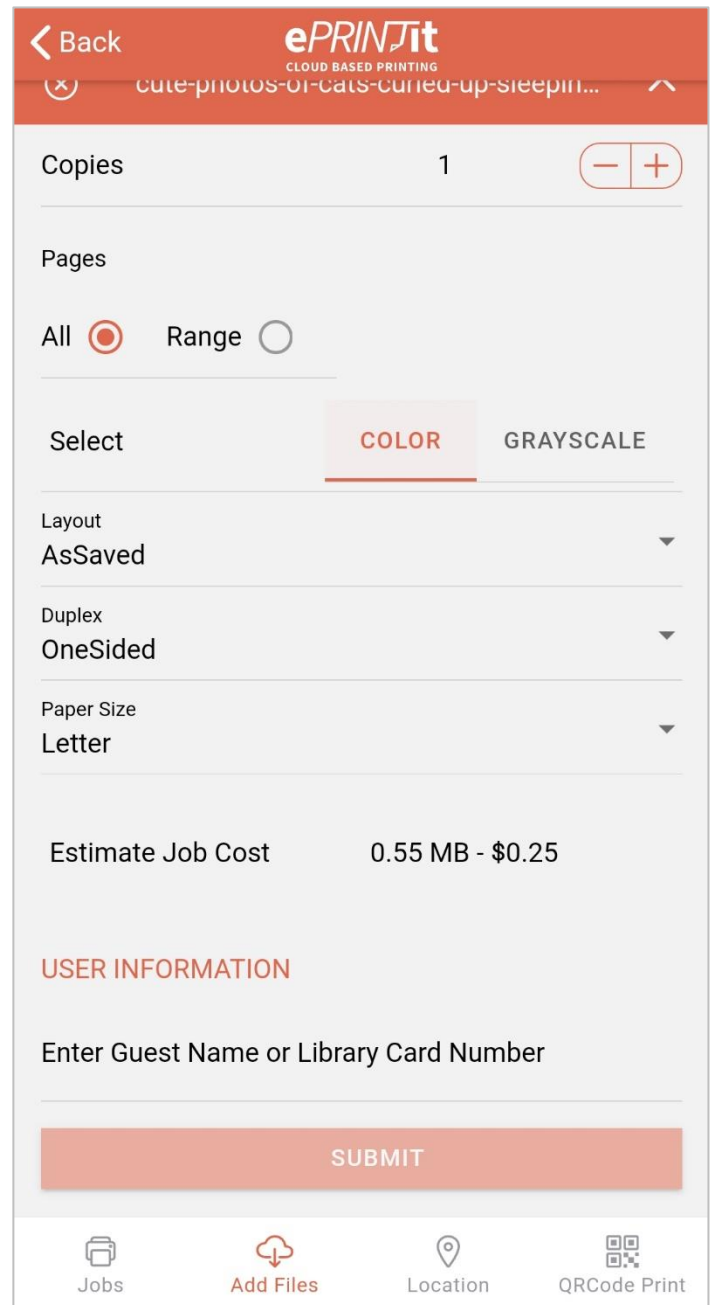 Back
ePRINTit
CLOUD BASED PRINTING
cute-photos-of-cats-curled-up-sleepin...
Copies 1
Pages
All Range
Select COLOR GRAYSCALE
Layout
AsSaved
Duplex
OneSided
Paper Size
Letter
Estimate Job Cost 0.55 MB - $0.25
USER INFORMATION
Enter Guest Name or Library Card Number
SUBMIT
Jobs Add Files Location QRCode Print